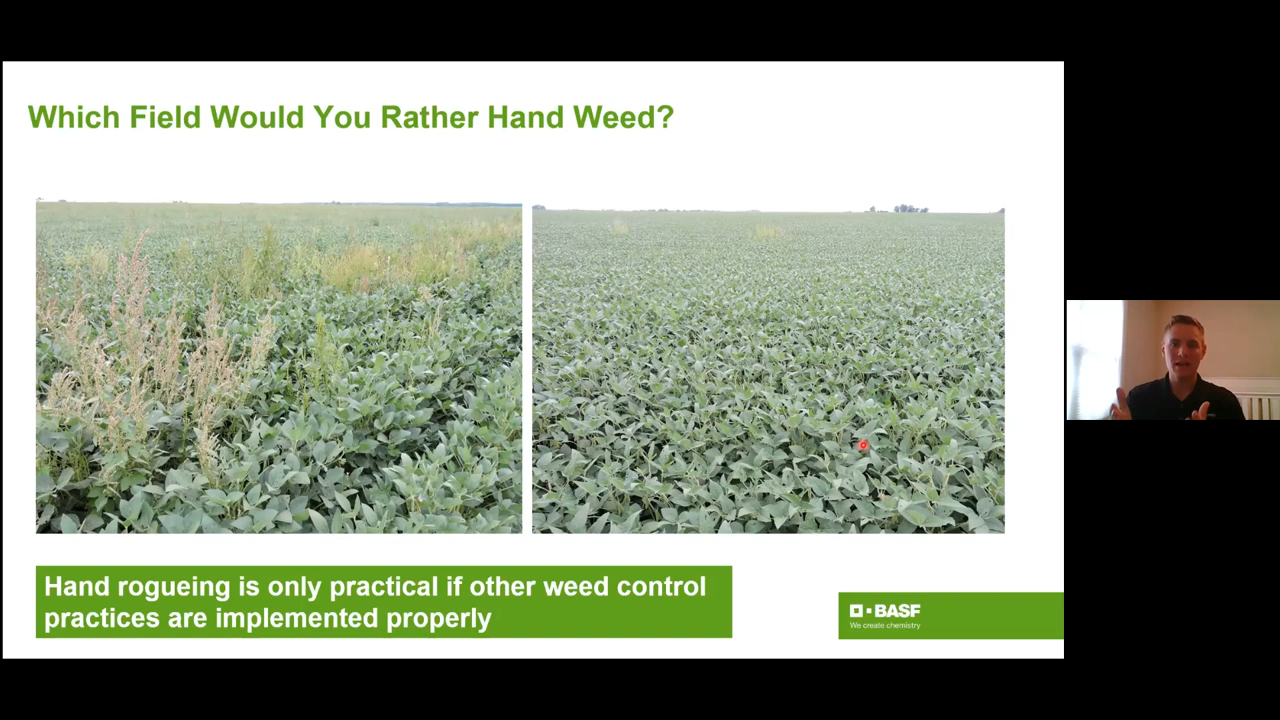 Which Field Would You Rather Hand Weed?
Hand rogueing is only practical if other weed control
practices are implemented properly
BASF
We create chemistry